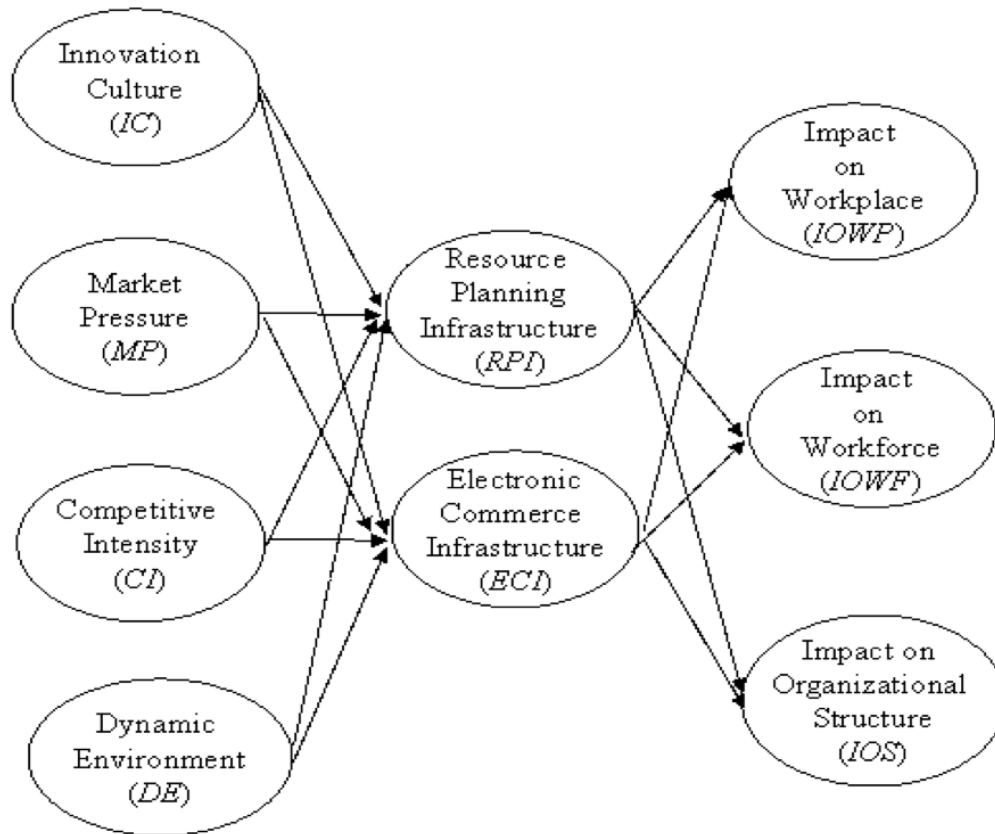 Innovation
Culture
(IC)
Market
Pressure
(MP)
Competitive
Intensity
(CI)
Dynamic
Environment
(DE)
Resource
Planning
Infrastructure
(RPI)
Electronic
Commerce
Infrastructure
(ECI)
Impact
on
Workplace
(IOWP)
Impact
on
Workforce
(IOWF)
Impact on
Organizational
Structure
(IOS)